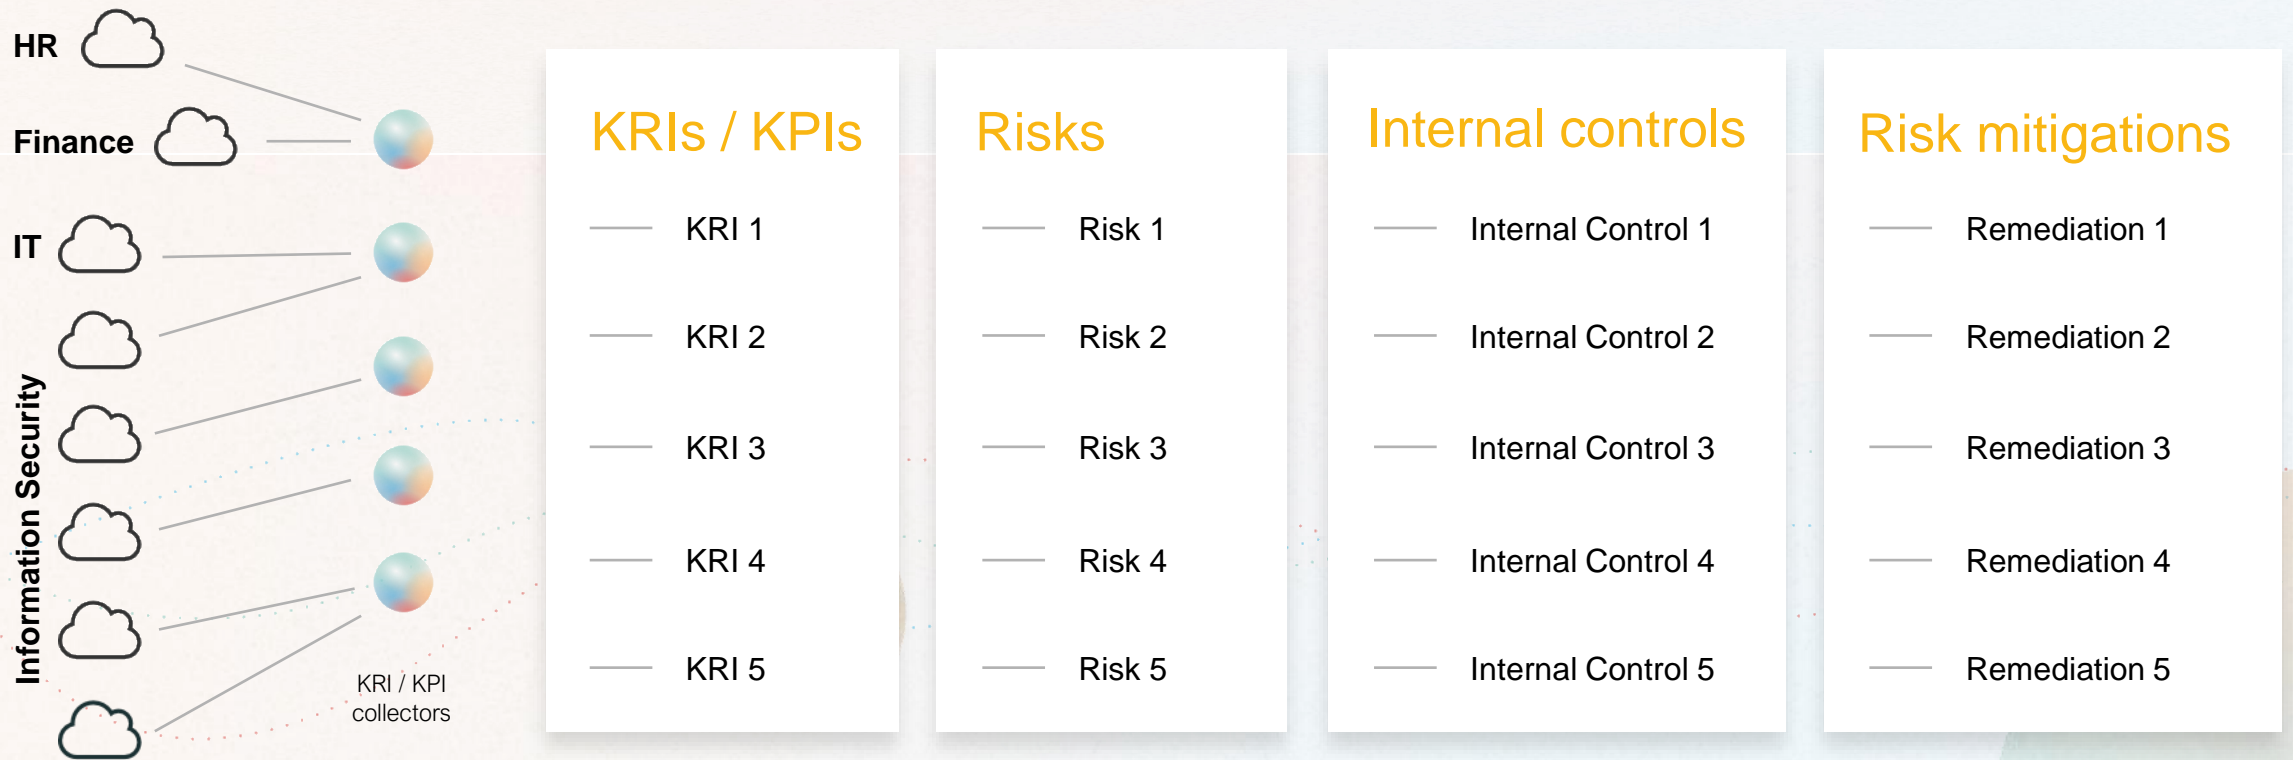 HR
Finance
IT
Information Security
KRI / KPI
collectors
KRIs / KPIs
KRI 1
KRI 2
KRI 3
KRI 4
KRI 5
Risks
Risk 1
Risk 2
Risk 3
Risk 4
Risk 5
Internal controls
Internal Control 1
Internal Control 2
Internal Control 3
Internal Control 4
Internal Control 5
Risk mitigations
Remediation 1
Remediation 2
Remediation 3
Remediation 4
Remediation 5